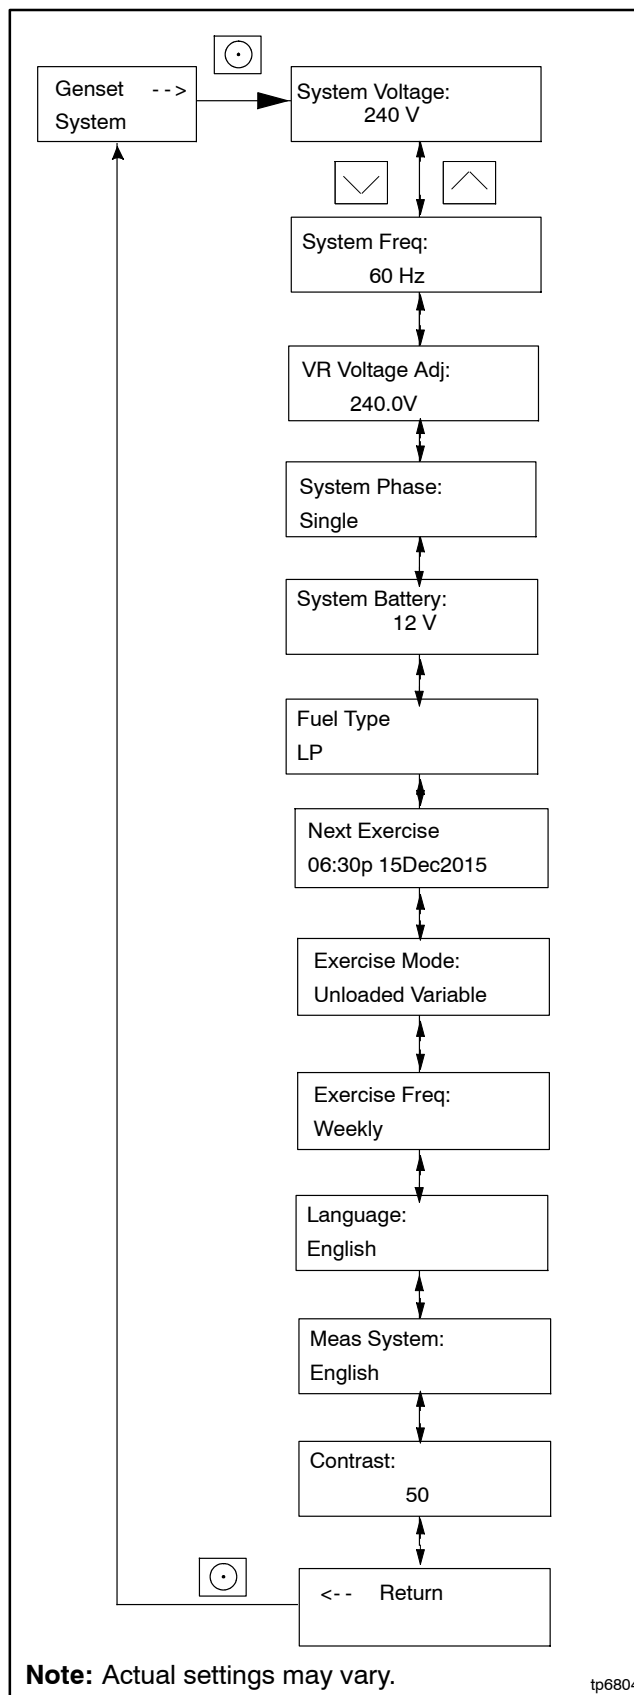 Genset -->
System
System Voltage:
240 V
System Freq:
60 Hz
VR Voltage Adj:
240.0V
System Phase:
Single
System Battery:
12 V
Fuel Type
LP
Next Exercise
06:30p 15Dec2015
Exercise Mode:
Unloaded Variable
Exercise Freq:
Weekly
Language:
English
Meas System:
English
Contrast:
50
<-- Return
Note: Actual settings may vary.
tp6804